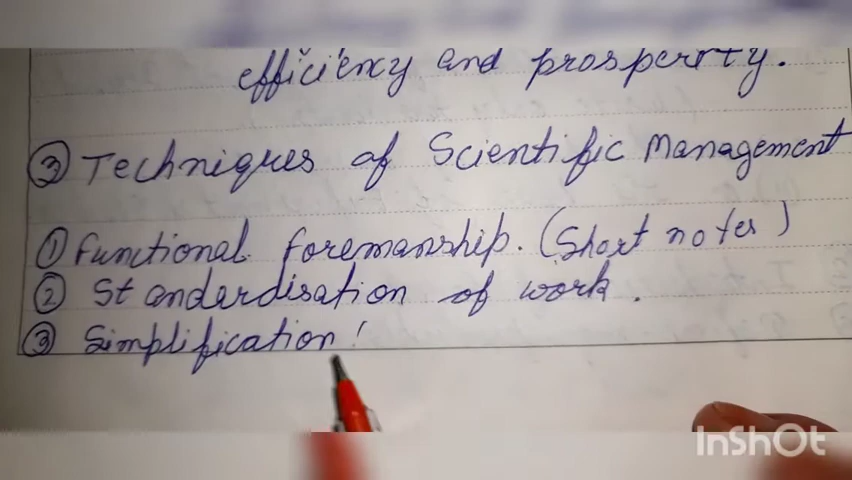 efficiency and prosperity.
③ Techniques of Scientific Management
① Functional Foremanship. (Short notes)
② Standardisation of work.
③ Simplification
InShOt